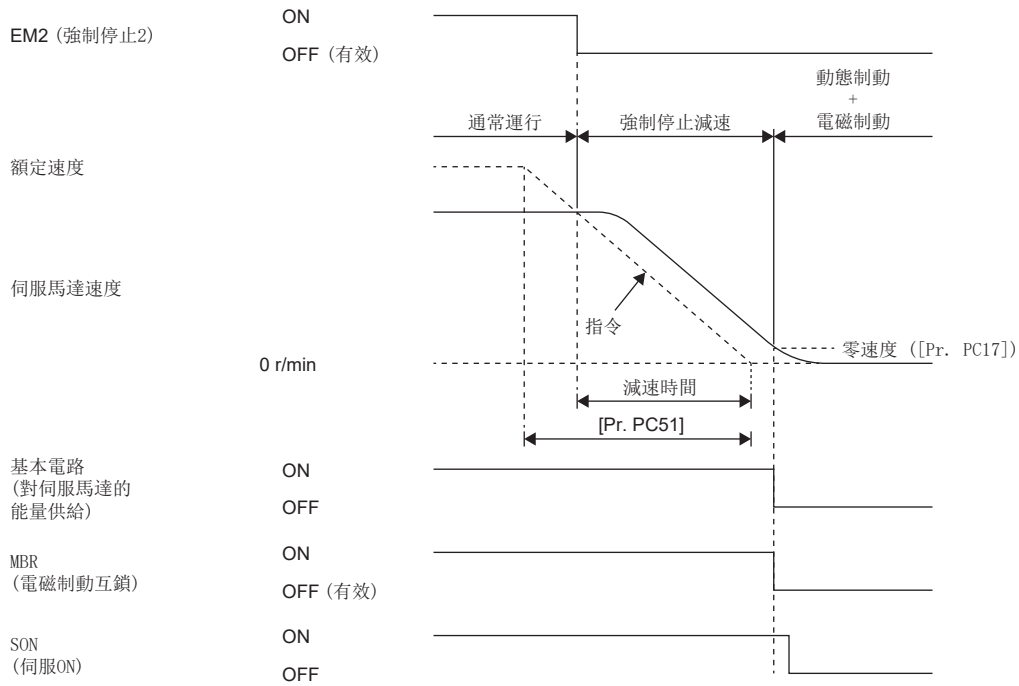 EM2 (強制停止2)
ON
OFF (有效)
動態制動
+
電磁制動
通常運行
強制停止減速
額定速度
伺服馬達速度
指令
零速度 ([Pr. PC17])
0 r/min
減速時間
[Pr. PC51]
基本電路
(對伺服馬達的
能量供給)
ON
OFF
MBR
(電磁制動互鎖)
ON
OFF (有效)
SON
(伺服ON)
ON
OFF